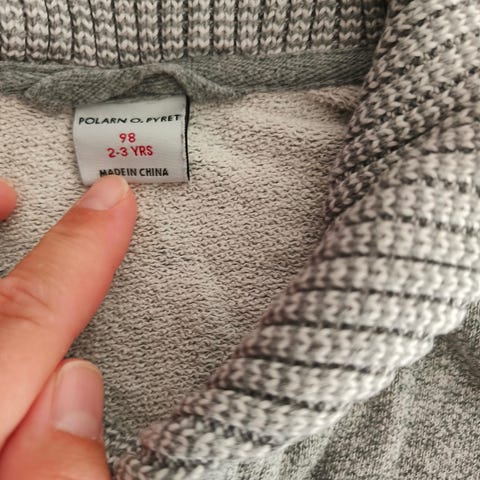 POLARN O. PYRET
98
2-3 YRS
MADE IN CHINA